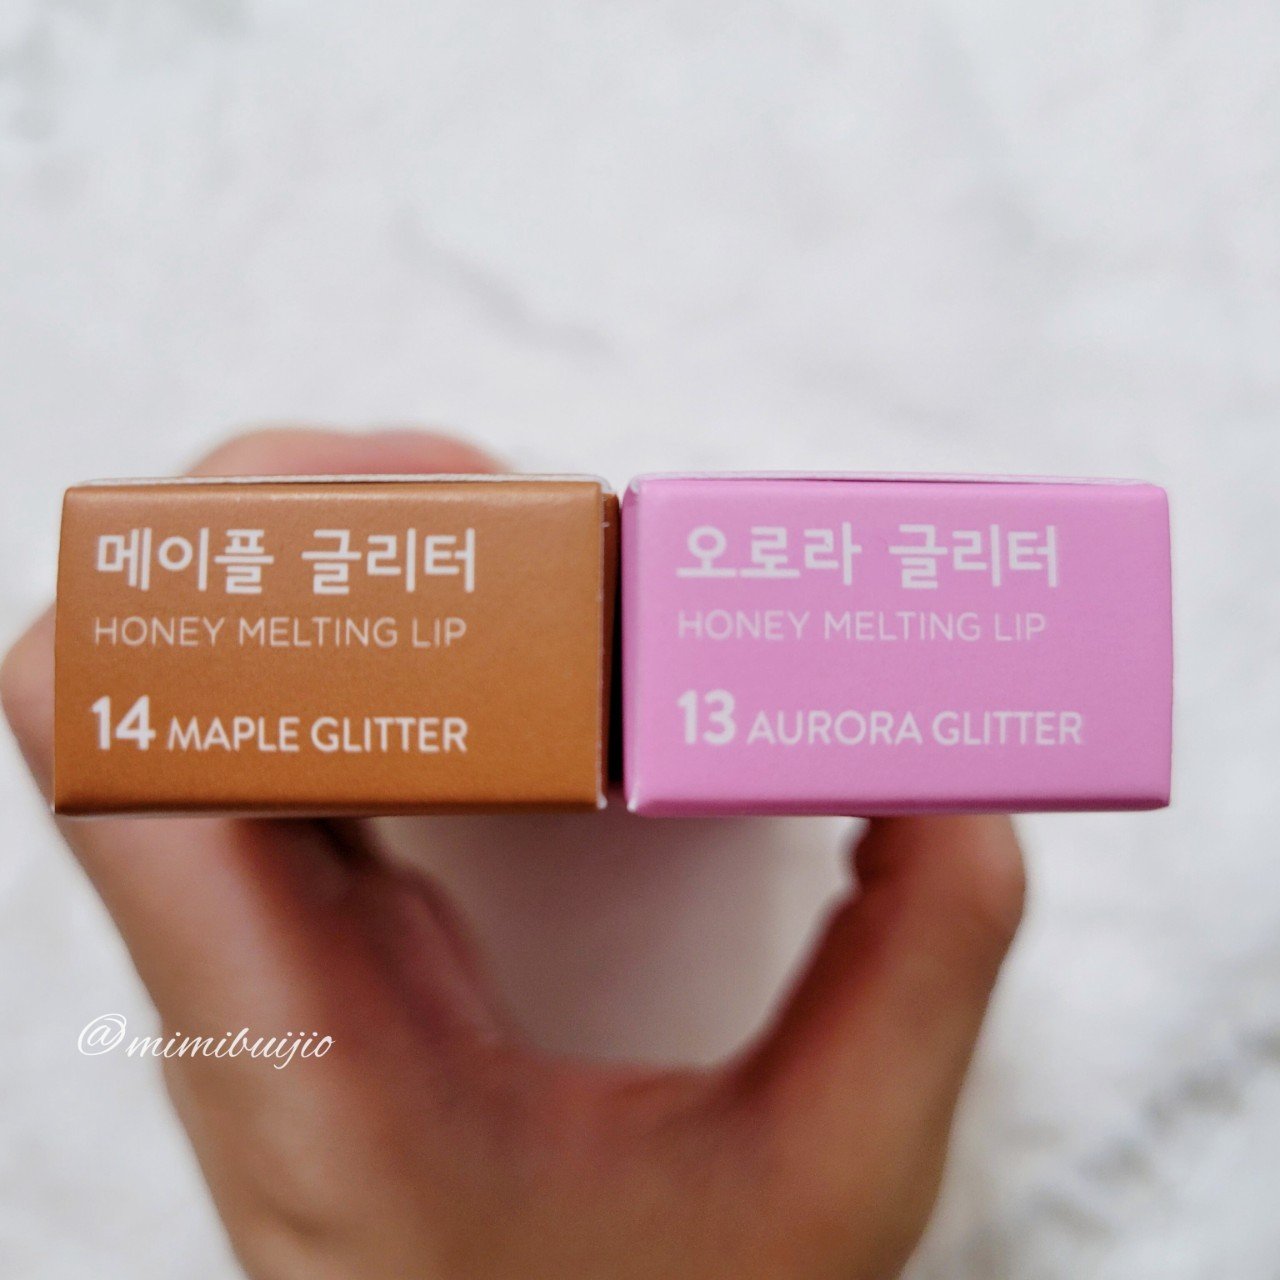 메이플 글리터
HONEY MELTING LIP
14 MAPLE GLITTER
오로라 글리터
HONEY MELTING LIP
13 AURORA GLITTER
@mimibuijio